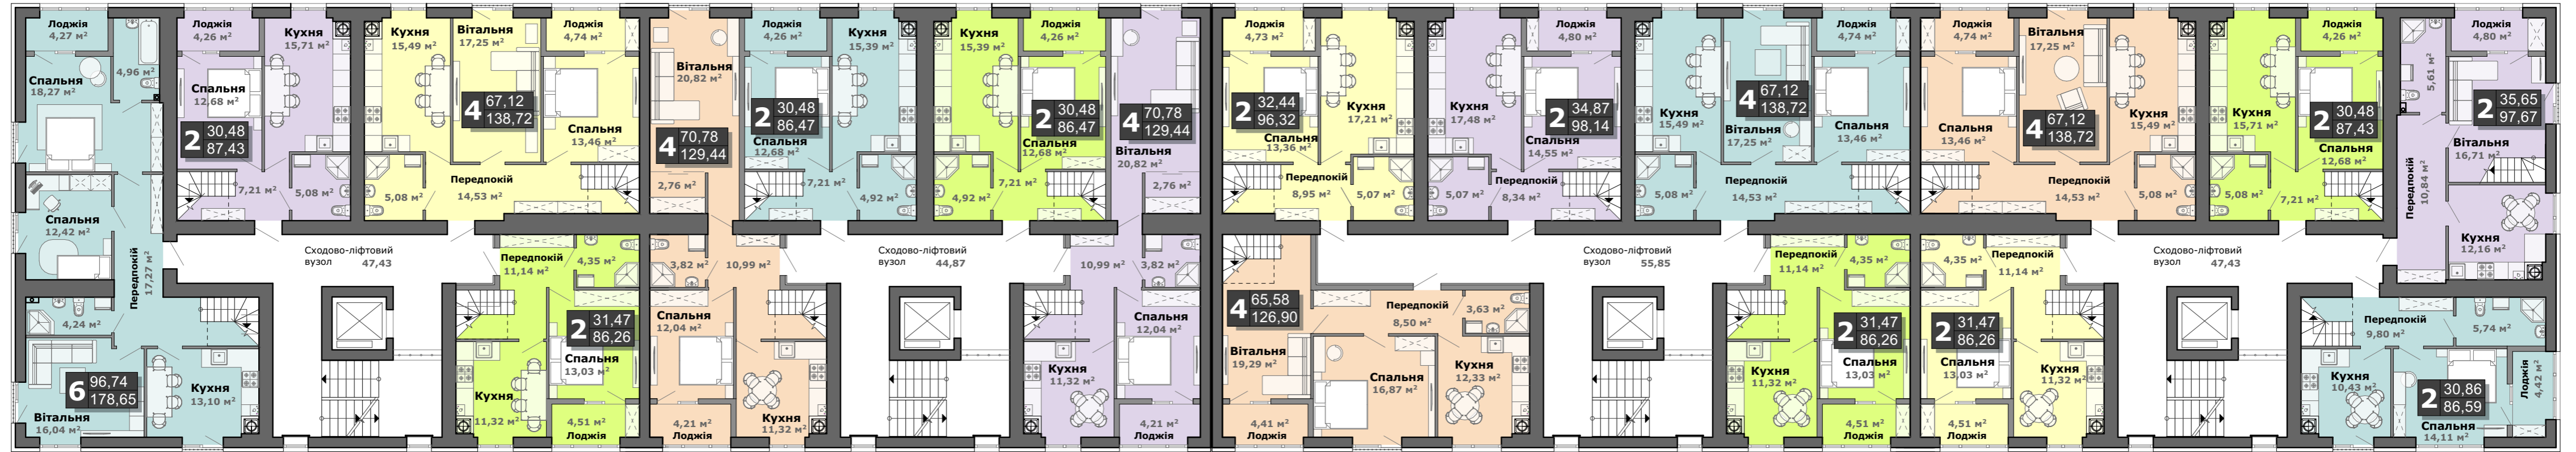 Лоджія
4,27 м²
4,96 м²
Спальня
18,27 м²
Спальня
12,42 м²
Передпокій
17,27 м²
4,24 м²
6
96,74
178,65
Вітальня
16,04 м²
Кухня
13,10 м²
Лоджія
4,26 м²
Кухня
15,71 м²
Спальня
12,68 м²
2
30,48
87,43
7,21 м²
5,08 м²
Кухня
15,49 м²
Вітальня
17,25 м²
Лоджія
4,74 м²
4
67,12
138,72
Спальня
13,46 м²
Передпокій
14,53 м²
5,08 м²
Сходово-ліфтовий
вузол 47,43
Передпокій
11,14 м²
4,35 м²
2
31,47
86,26
Спальня
13,03 м²
Кухня
11,32 м²
4,51 м²
Лоджія
Вітальня
20,82 м²
4
70,78
129,44
2,76 м²
3,82 м²
10,99 м²
Спальня
12,04 м²
Кухня
11,32 м²
4,21 м²
Лоджія
Лоджія
4,26 м²
Кухня
15,39 м²
2
30,48
86,47
Спальня
12,68 м²
7,21 м²
4,92 м²
Кухня
15,39 м²
Лоджія
4,26 м²
2
30,48
86,47
Спальня
12,68 м²
4,92 м²
7,21 м²
Сходово-ліфтовий
вузол 44,87
4
70,78
129,44
Вітальня
20,82 м²
2,76 м²
10,99 м²
3,82 м²
Спальня
12,04 м²
Кухня
11,32 м²
4,21 м²
Лоджія
Лоджія
4,73 м²
2
32,44
96,32
Кухня
17,21 м²
Спальня
13,36 м²
Передпокій
8,95 м²
5,07 м²
Лоджія
4,80 м²
Кухня
17,48 м²
2
34,87
98,14
Спальня
14,55 м²
5,07 м²
Передпокій
8,34 м²
4
65,58
126,90
Передпокій
8,50 м²
3,63 м²
Вітальня
19,29 м²
Спальня
16,87 м²
Кухня
12,33 м²
4,41 м²
Лоджія
Лоджія
4,74 м²
4
67,12
138,72
Кухня
15,49 м²
Вітальня
17,25 м²
Спальня
13,46 м²
5,08 м²
Передпокій
14,53 м²
Сходово-ліфтовий
вузол 55,85
Передпокій
11,14 м²
4,35 м²
2
31,47
86,26
Спальня
13,03 м²
Кухня
11,32 м²
4,51 м²
Лоджія
Лоджія
4,74 м²
Вітальня
17,25 м²
4
67,12
138,72
Спальня
13,46 м²
Кухня
15,49 м²
Передпокій
14,53 м²
5,08 м²
4,35 м²
Передпокій
11,14 м²
2
31,47
86,26
Спальня
13,03 м²
Кухня
11,32 м²
4,51 м²
Лоджія
Лоджія
4,26 м²
Кухня
15,71 м²
2
30,48
87,43
Спальня
12,68 м²
5,08 м²
7,21 м²
Сходово-ліфтовий
вузол 47,43
5,61 м²
Лоджія
4,80 м²
2
35,65
97,67
Вітальня
16,71 м²
Передпокій
10,84 м²
Кухня
12,16 м²
Передпокій
9,80 м²
5,74 м²
Кухня
10,43 м²
2
30,86
86,59
Спальня
14,11 м²
Лоджія
4,42 м²